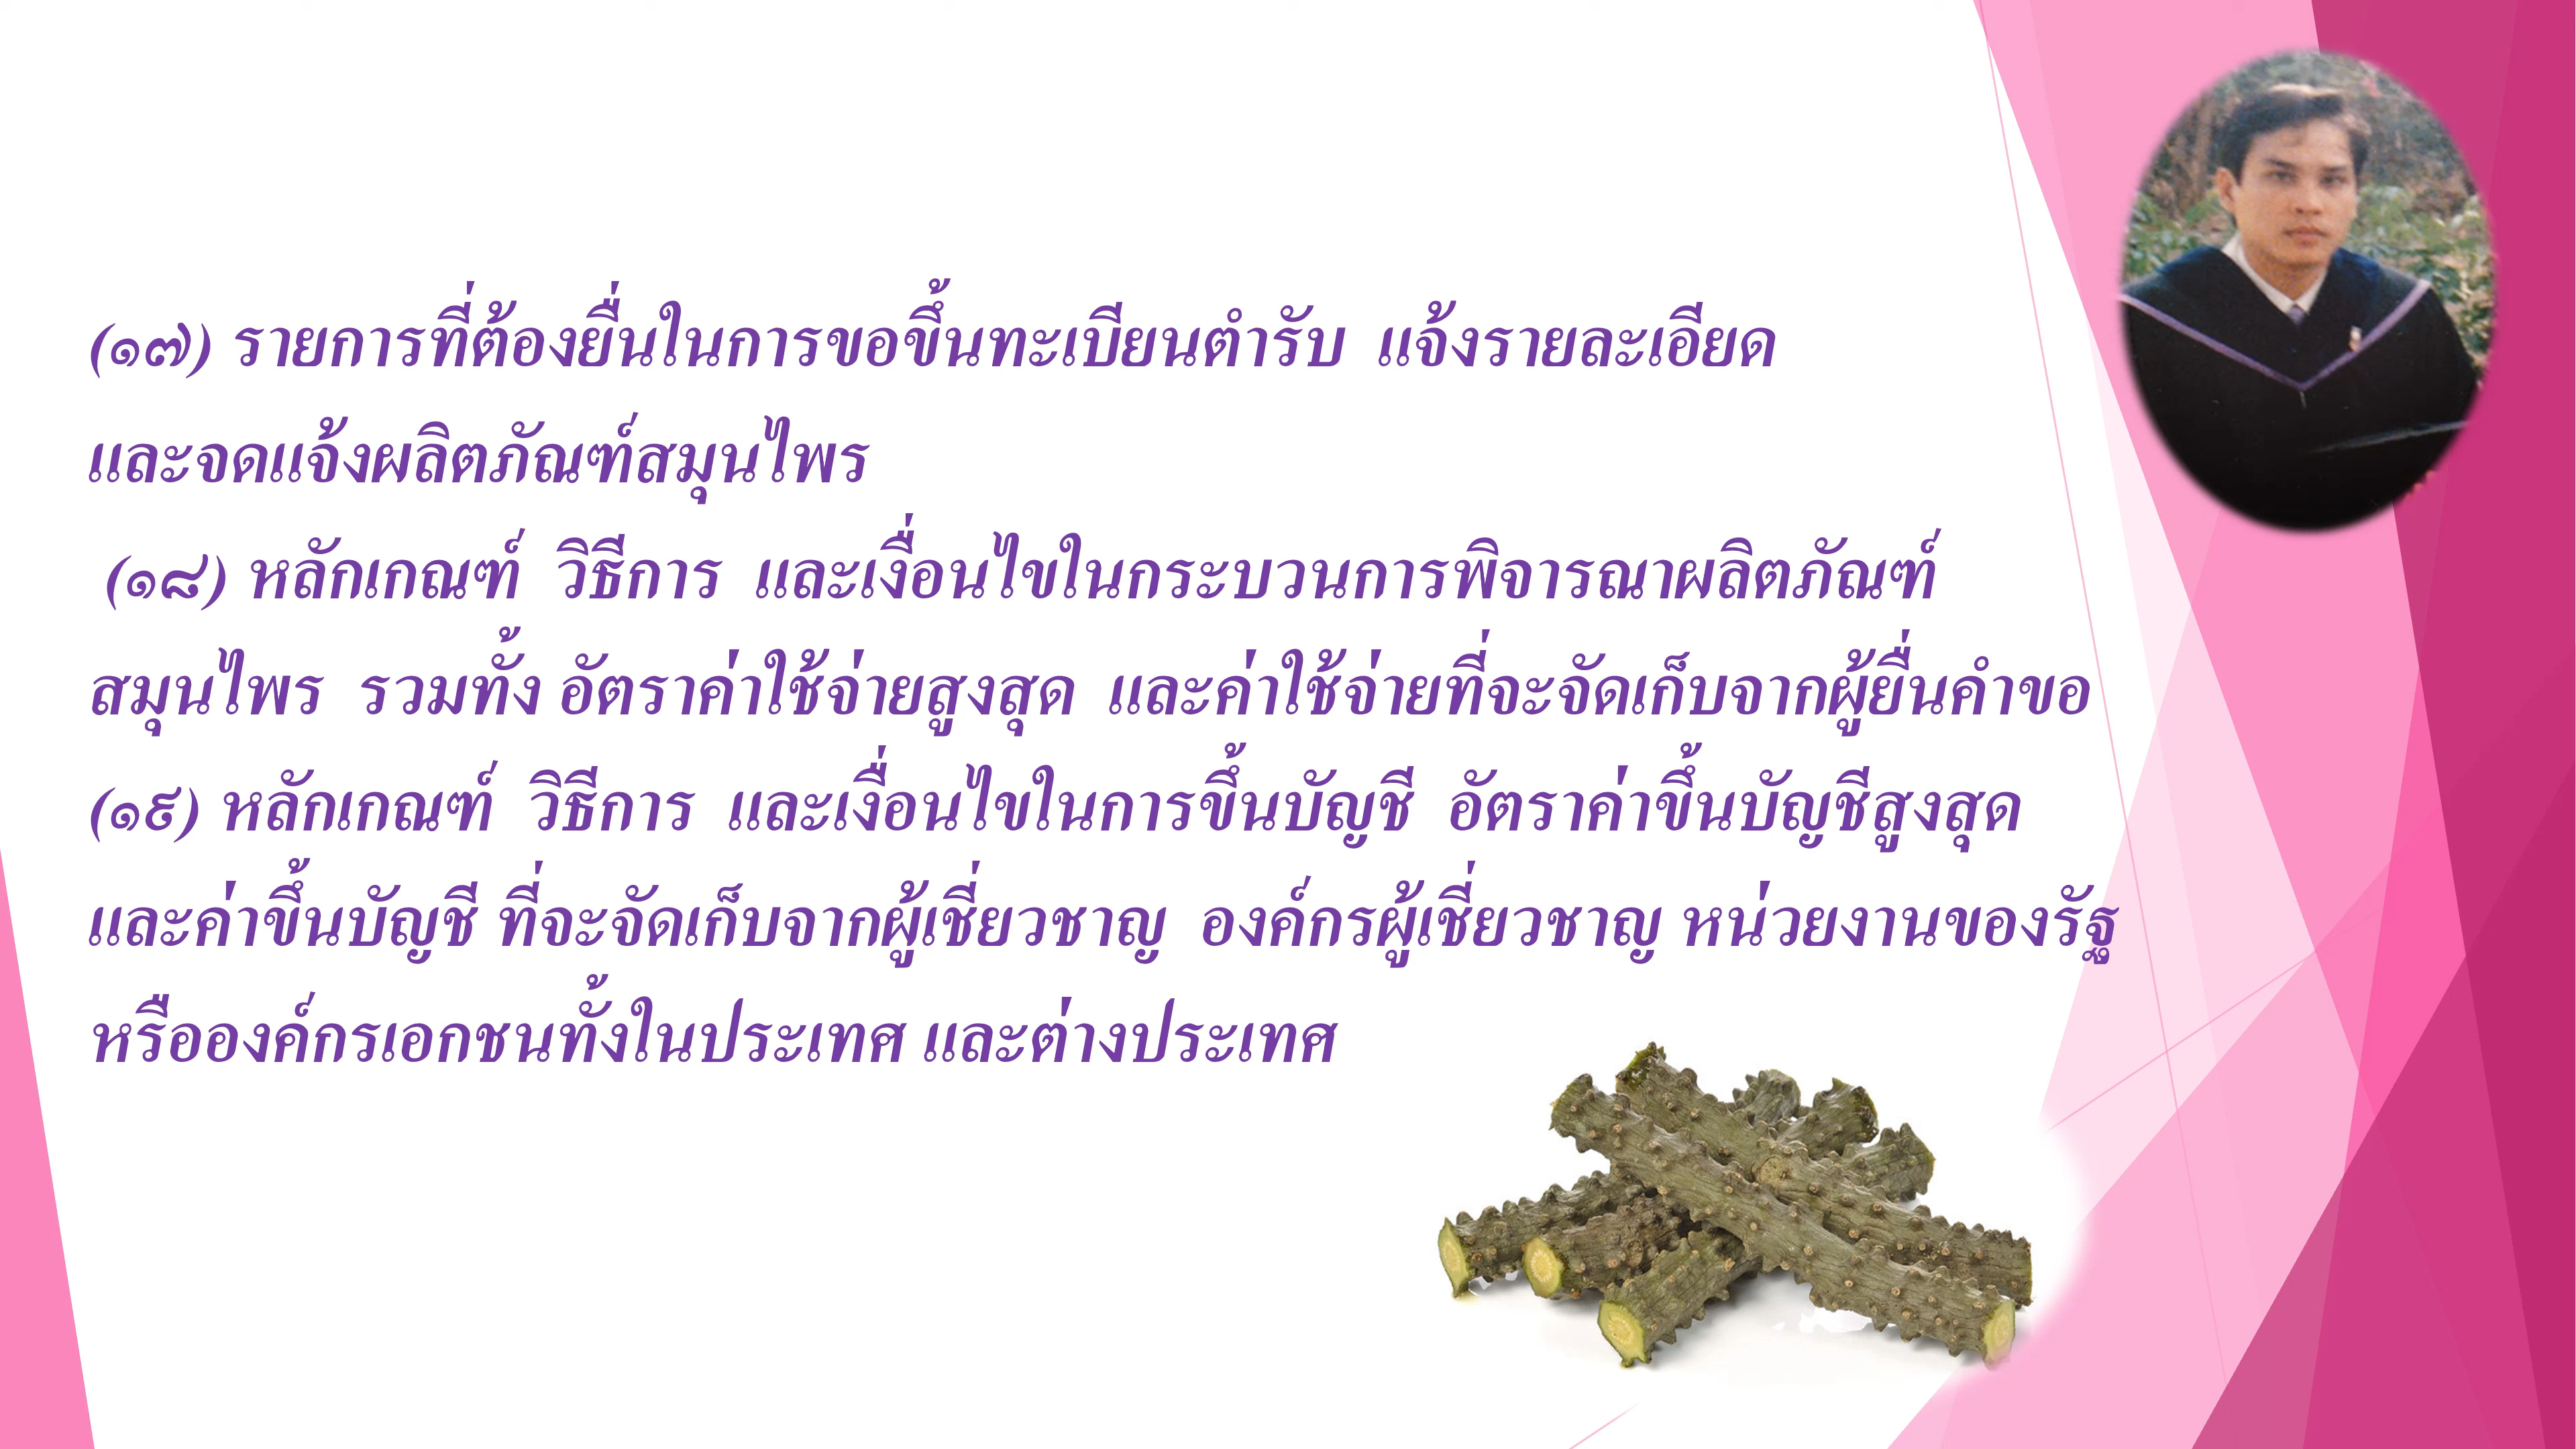 (๑๗) รายการที่ต้องยื่นในการขอขึ้นทะเบียนตำรับ แจ้งรายละเอียด
และจดแจ้งผลิตภัณฑ์สมุนไพร
(๑๘) หลักเกณฑ์ วิธีการ และเงื่อนไขในกระบวนการพิจารณาผลิตภัณฑ์
สมุนไพร รวมทั้ง อัตราค่าใช้จ่ายสูงสุด และค่าใช้จ่ายที่จะจัดเก็บจากผู้ยื่นคำขอ
(๑๙) หลักเกณฑ์ วิธีการ และเงื่อนไขในการขึ้นบัญชี อัตราค่าขึ้นบัญชีสูงสุด
และค่าขึ้นบัญชี ที่จะจัดเก็บจากผู้เชี่ยวชาญ องค์กรผู้เชี่ยวชาญ หน่วยงานของรัฐ
หรือองค์กรเอกชนทั้งในประเทศ และต่างประเทศ